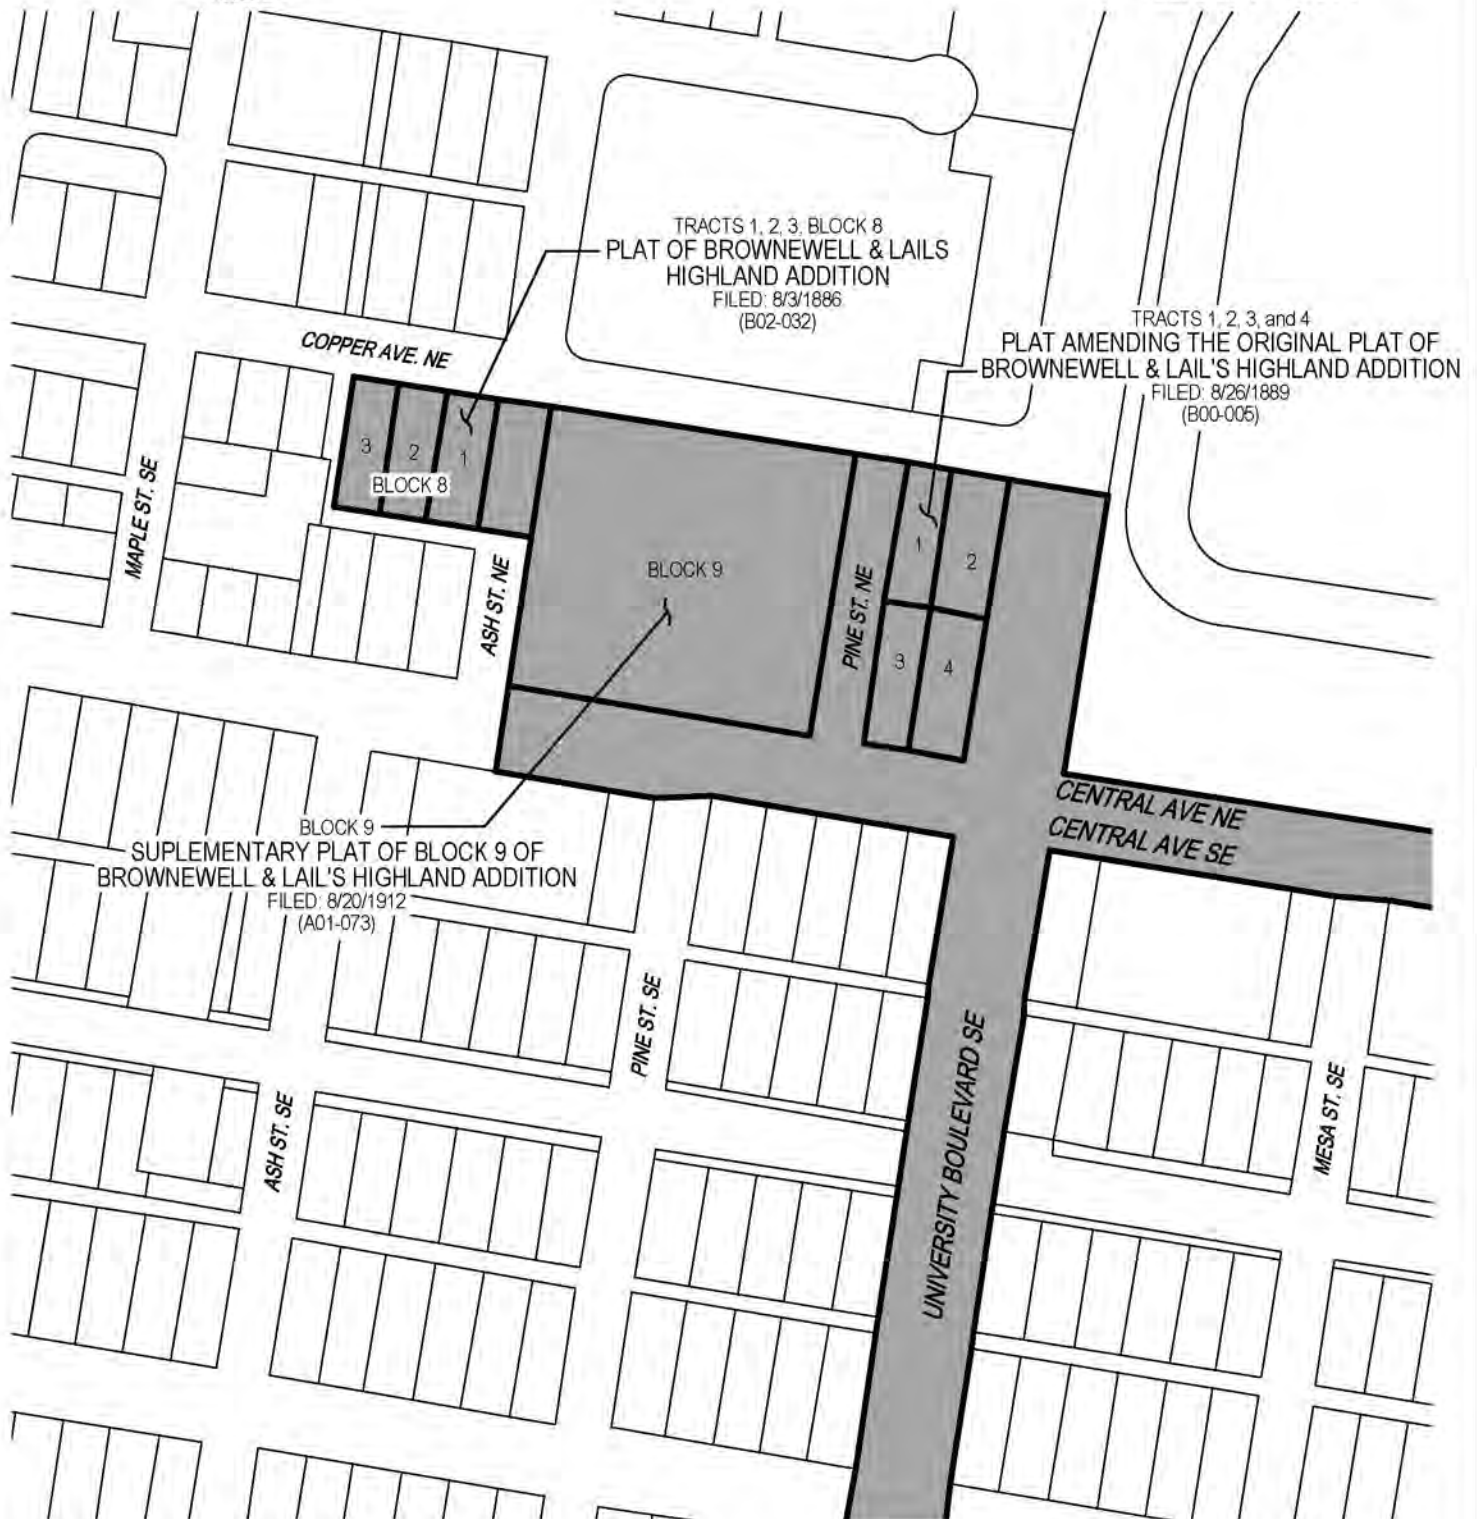 TRACTS 1, 2, 3, BLOCK 8
PLAT OF BROWNEWELL & LAILS
HIGHLAND ADDITION
FILED: 8/3/1886
(B02-032)
TRACTS 1, 2, 3, and 4
PLAT AMENDING THE ORIGINAL PLAT OF
BROWNEWELL & LAIL'S HIGHLAND ADDITION
FILED: 8/26/1889
(B00-005)
COPPER AVE. NE
3
2
1
BLOCK 8
MAPLE ST. SE
ASH ST. NE
BLOCK 9
PINE ST. NE
1
2
3
4
CENTRAL AVE NE
CENTRAL AVE SE
BLOCK 9
SUPLEMENTARY PLAT OF BLOCK 9 OF
BROWNEWELL & LAIL'S HIGHLAND ADDITION
FILED: 8/20/1912
(A01-073)
PINE ST. SE
ASH ST. SE
UNIVERSITY BOULEVARD SE
MESA ST. SE